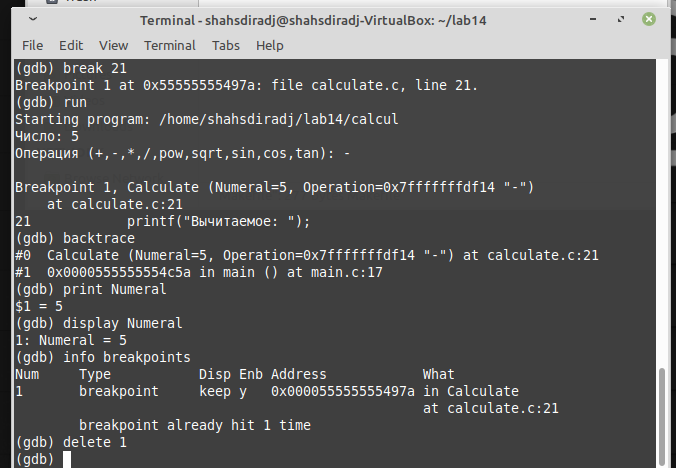 Terminal - shahsdiradj@shahsdiradj-VirtualBox: ~/lab14
File Edit View Terminal Tabs Help
(gdb) break 21
Breakpoint 1 at 0x55555555497a: file calculate.c, line 21.
(gdb) run
Starting program: /home/shahsdiradj/lab14/calcul
Число: 5
Операция (+,-,*,/,pow,sqrt,sin,cos,tan): -
Breakpoint 1, Calculate (Numeral=5, Operation=0x7fffffffdf14 "-")
    at calculate.c:21
21            printf("Вычитаемое: ");
(gdb) backtrace
#0  Calculate (Numeral=5, Operation=0x7fffffffdf14 "-") at calculate.c:21
#1  0x0000555555554c5a in main () at main.c:17
(gdb) print Numeral
$1 = 5
(gdb) display Numeral
1: Numeral = 5
(gdb) info breakpoints
Num     Type           Disp Enb Address            What
1       breakpoint     keep y   0x000055555555497a in Calculate
                                                   at calculate.c:21
        breakpoint already hit 1 time
(gdb) delete 1
(gdb)